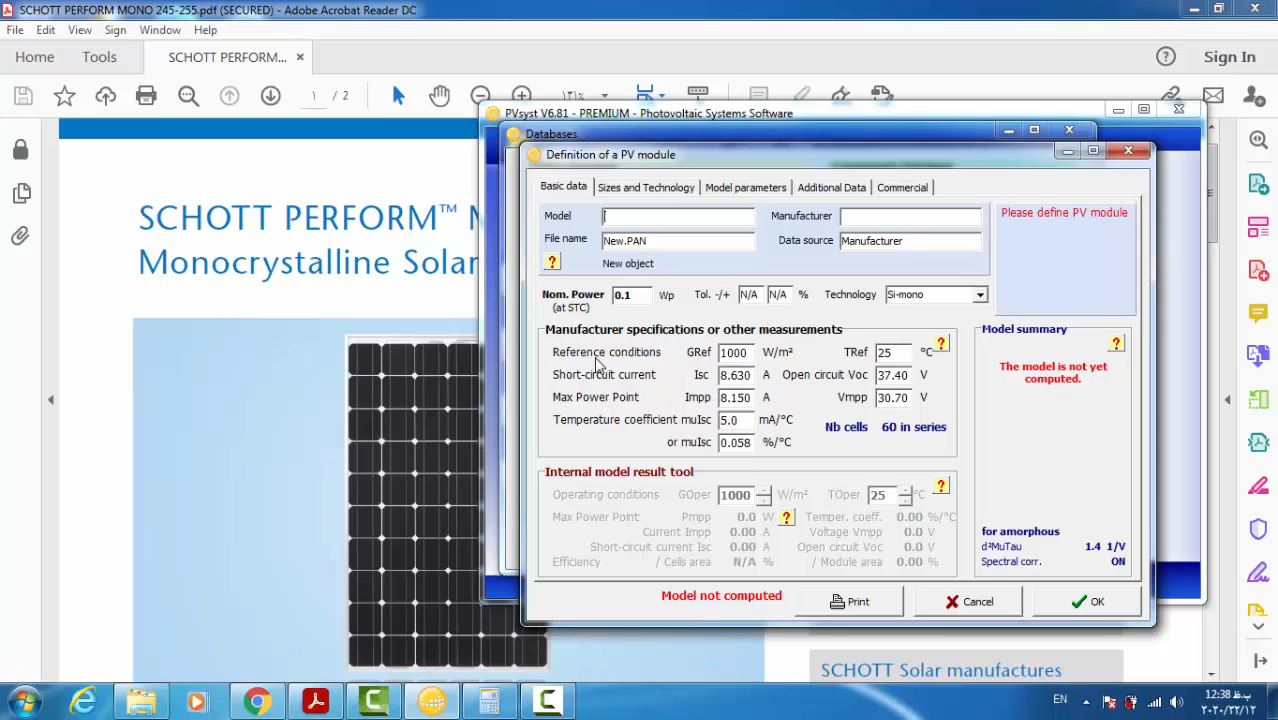 SCHOTT PERFORM MONO 245-255.pdf (SECURED) - Adobe Acrobat Reader DC
File Edit View Sign Window Help
Home Tools SCHOTT PERFORM... × Sign In
/ 2
PVsyst V6.81 - PREMIUM - Photovoltaic Systems Software
Databases
Definition of a PV module
Basic data Sizes and Technology Model parameters Additional Data Commercial
SCHOTT PERFORM™ M
Monocrystalline Solar
Model Manufacturer
File name New.PAN Data source Manufacturer
? New object
Please define PV module
Nom. Power 0.1 Wp Tol. -/+ N/A N/A % Technology Si-mono
(at STC)
Manufacturer specifications or other measurements
Reference conditions GRef 1000 W/m² TRef 25 °C ?
Short-circuit current Isc 8.630 A Open circuit Voc 37.40 V
Max Power Point Impp 8.150 A Vmpp 30.70 V
Temperature coefficient muIsc 5.0 mA/°C
Nb cells 60 in series
or muIsc 0.058 %/°C
Model summary
?
The model is not yet
computed.
Internal model result tool
Operating conditions GOper 1000 W/m² TOper 25 °C ?
Max Power Point Pmpp 0.0 W ? Temper. coeff. 0.00 %/°C
Current Impp 0.00 A Voltage Vmpp 0.0 V
Short-circuit current Isc 0.00 A Open circuit Voc 0.0 V
Efficiency / Cells area N/A % / Module area 0.00 %
for amorphous
d²MuTau 1.4 1/V
Spectral corr. ON
Model not computed
Print Cancel OK
SCHOTT Solar manufactures
EN
12:38 ب.ظ